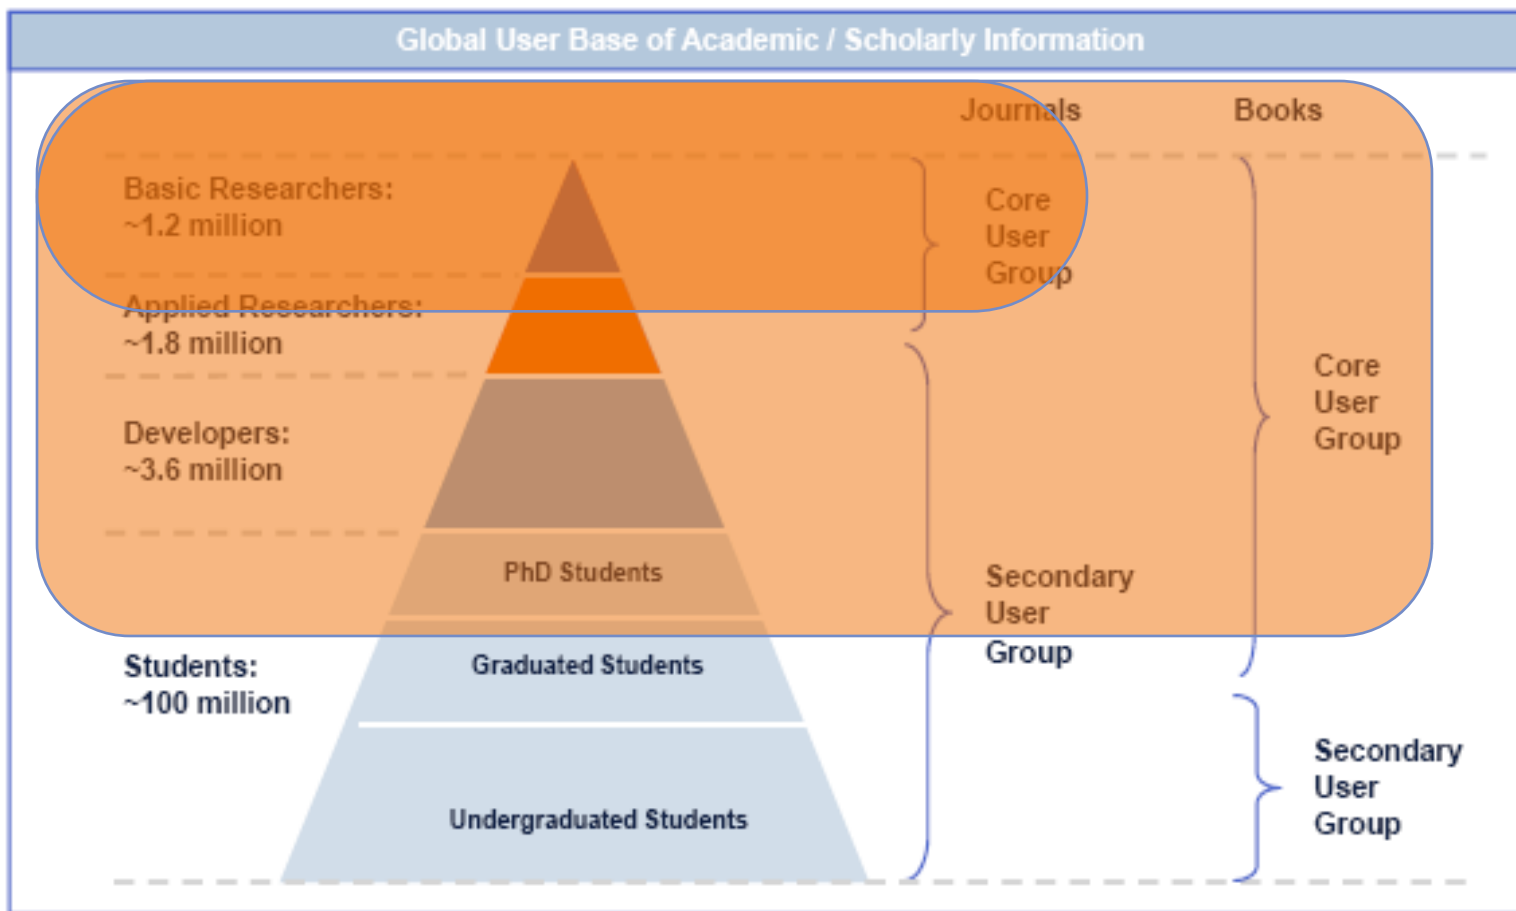 Global User Base of Academic / Scholarly Information
Journals
Books
Basic Researchers:
~1.2 million
Core
User
Group
Applied Researchers:
~1.8 million
Core
User
Group
Developers:
~3.6 million
PhD Students
Secondary
User
Group
Students:
~100 million
Graduated Students
Undergraduated Students
Secondary
User
Group